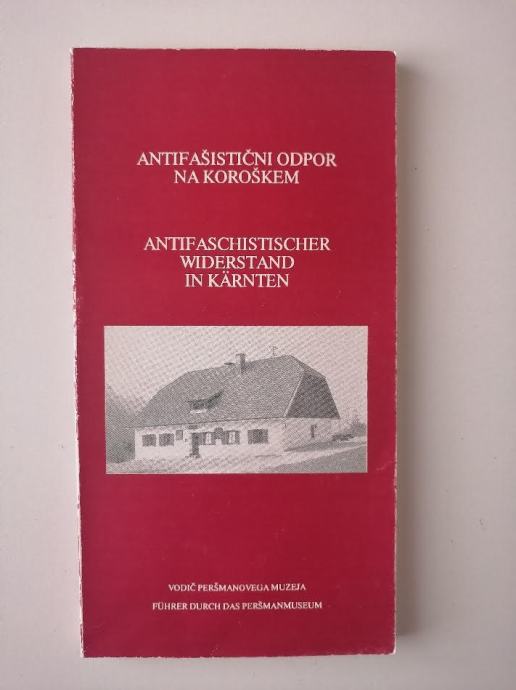 ANTIFAŠISTIČNI ODPOR
NA KOROŠKEM
ANTIFASCHISTISCHER
WIDERSTAND
IN KÄRNTEN
VODIČ PERŠMANOVEGA MUZEJA
FÜHRER DURCH DAS PERŠMANMUSEUM